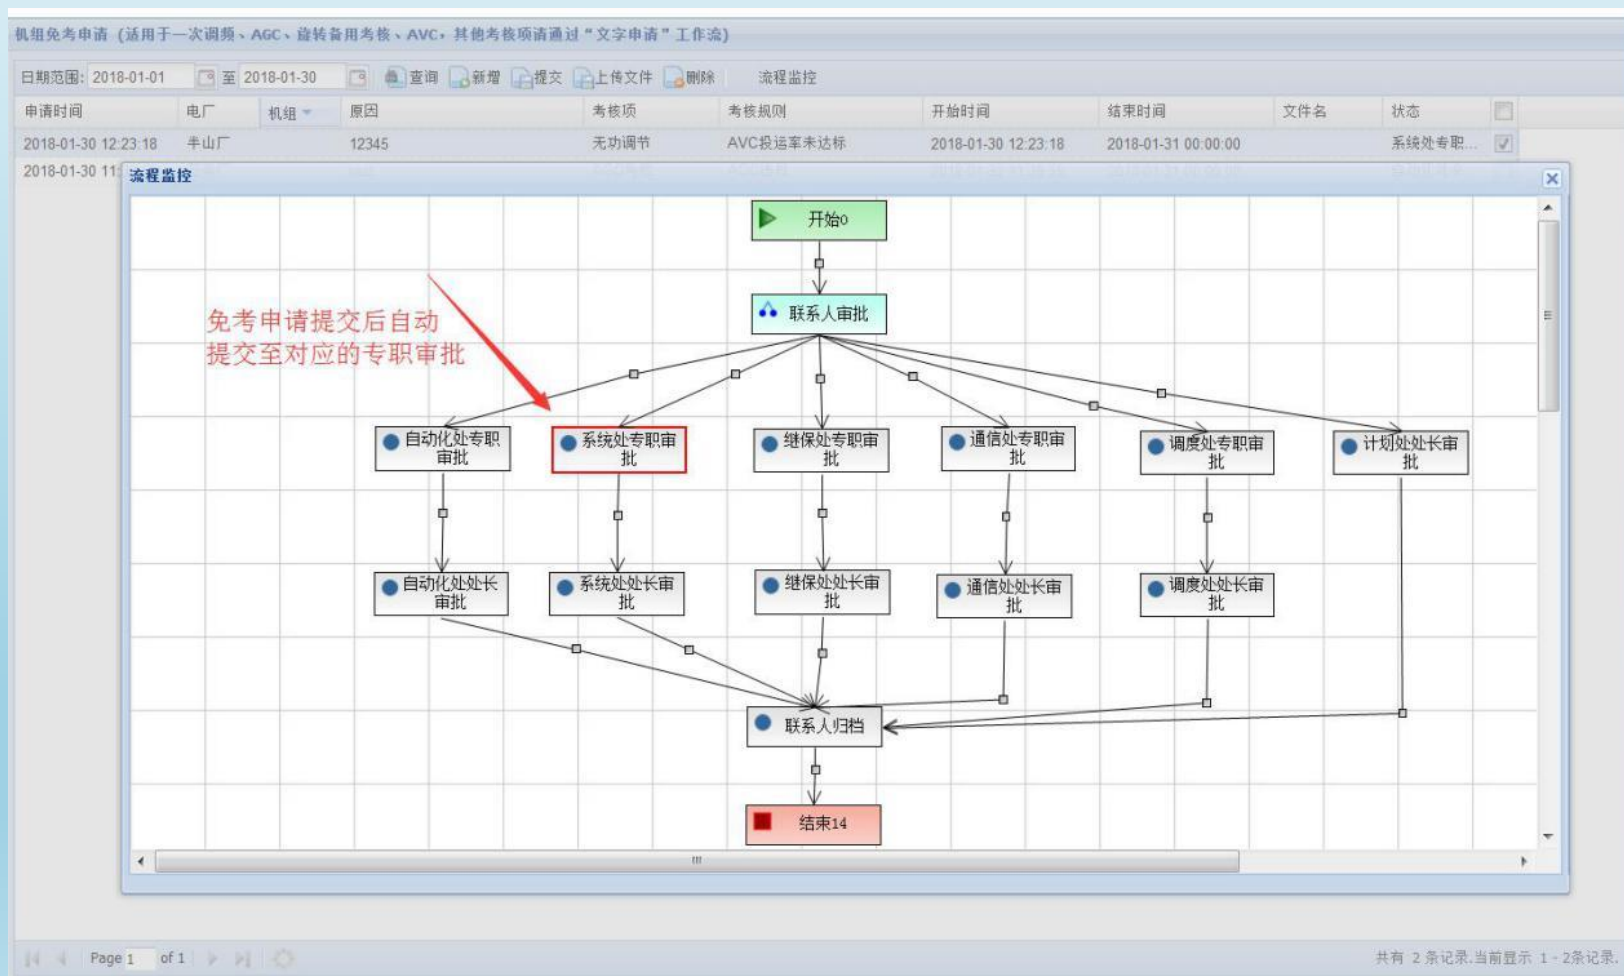 机组免考申请 (适用于一次调频、AGC、旋转备用考核、AVC，其他考核项请通过“文字申请”工作流)
日期范围: 2018-01-01 至 2018-01-30 查询 新增 提交 上传文件 删除 流程监控
申请时间 电厂 机组 原因 考核项 考核规则 开始时间 结束时间 文件名 状态
2018-01-30 12:23:18 半山厂 12345 无功调节 AVC投运率未达标 2018-01-30 12:23:18 2018-01-31 00:00:00 系统处专职...
2018-01-30 11:
流程监控
开始0
联系人审批
免考申请提交后自动
提交至对应的专职审批
自动化处专职
审批
系统处专职审
批
继保处专职审
批
通信处专职审
批
调度处专职审
批
计划处处长审
批
自动化处处长
审批
系统处处长审
批
继保处处长审
批
通信处处长审
批
调度处处长审
批
联系人归档
结束14
Page 1 of 1
共有 2 条记录.当前显示 1 - 2条记录.